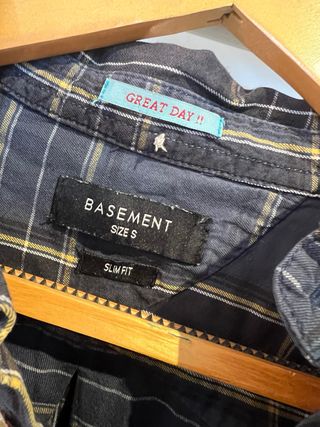 GREAT DAY !!
BASEMENT
SIZE S
SLIM FIT